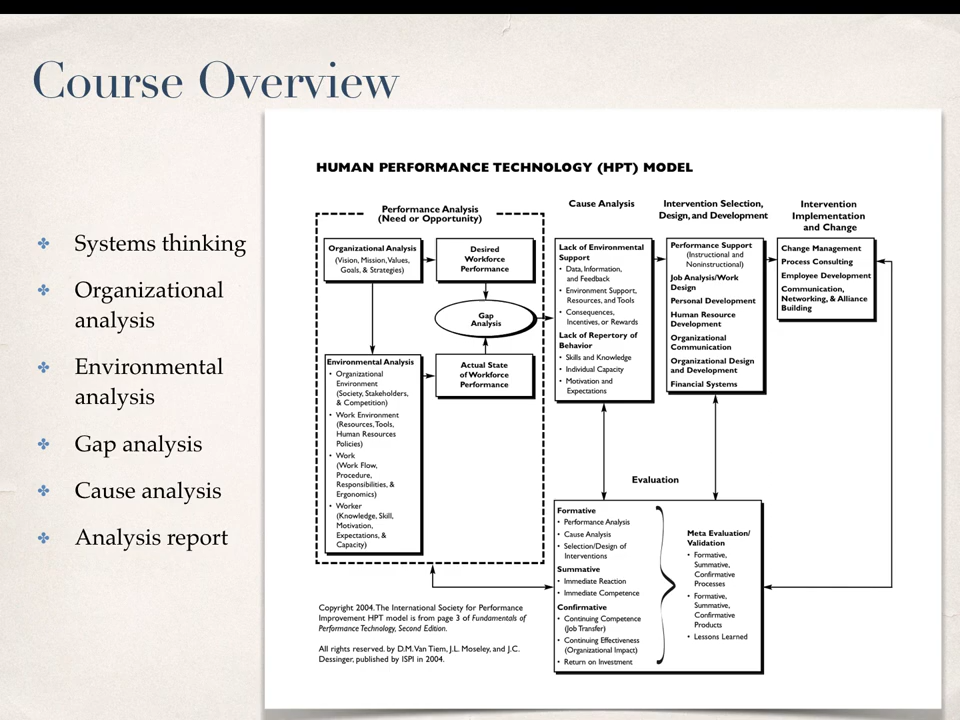 Course Overview
Systems thinking
Organizational
analysis
Environmental
analysis
Gap analysis
Cause analysis
Analysis report
HUMAN PERFORMANCE TECHNOLOGY (HPT) MODEL
Performance Analysis
(Need or Opportunity)
Organizational Analysis
(Vision, Mission, Values,
Goals, & Strategies)
Desired
Workforce
Performance
Gap
Analysis
Environmental Analysis
• Organizational
Environment
(Society, Stakeholders,
& Competition)
• Work Environment
(Resources, Tools,
Human Resources
Policies)
• Work
(Work Flow,
Procedure,
Responsibilities, &
Ergonomics)
• Worker
(Knowledge, Skill,
Motivation,
Expectations, &
Capacity)
Actual State
of Workforce
Performance
Cause Analysis
Lack of Environmental
Support
• Data, Information,
and Feedback
• Environment Support,
Resources, and Tools
• Consequences,
Incentives, or Rewards
Lack of Repertory of
Behavior
• Skills and Knowledge
• Individual Capacity
• Motivation and
Expectations
Intervention Selection,
Design, and Development
Performance Support
(Instructional and
Noninstructional)
Job Analysis/Work
Design
Personal Development
Human Resource
Development
Organizational
Communication
Organizational Design
and Development
Financial Systems
Intervention
Implementation
and Change
Change Management
Process Consulting
Employee Development
Communication,
Networking, & Alliance
Building
Evaluation
Formative
• Performance Analysis
• Cause Analysis
• Selection/Design of
Interventions
Summative
• Immediate Reaction
• Immediate Competence
Confirmative
• Continuing Competence
(Job Transfer)
• Continuing Effectiveness
(Organizational Impact)
• Return on Investment
Meta Evaluation/
Validation
• Formative,
Summative,
Confirmative
Processes
• Formative,
Summative,
Confirmative
Products
• Lessons Learned
Copyright 2004. The International Society for Performance
Improvement HPT model is from page 3 of Fundamentals of
Performance Technology, Second Edition.
All rights reserved. by D.M. Van Tiem, J.L. Moseley, and J.C.
Dessinger, published by ISPI in 2004.